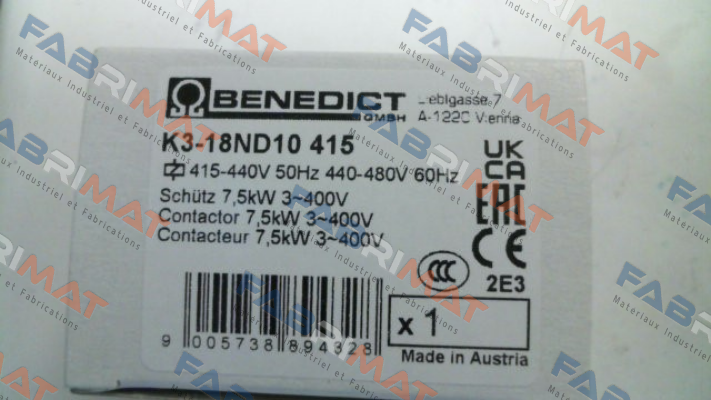 BENEDICT
GMBH
A-1220 Vienna
K3-18ND10 415
415-440V 50Hz 440-480V 60Hz
Schütz 7,5kW 3~400V
Contactor 7,5kW 3~400V
Contacteur 7,5kW 3~400V
UK
CA
EAC
CE
CCC
2E3
x 1
9 005738 894328
Made in Austria
FABRIMAT
Materiaux Industriel et Fabrications